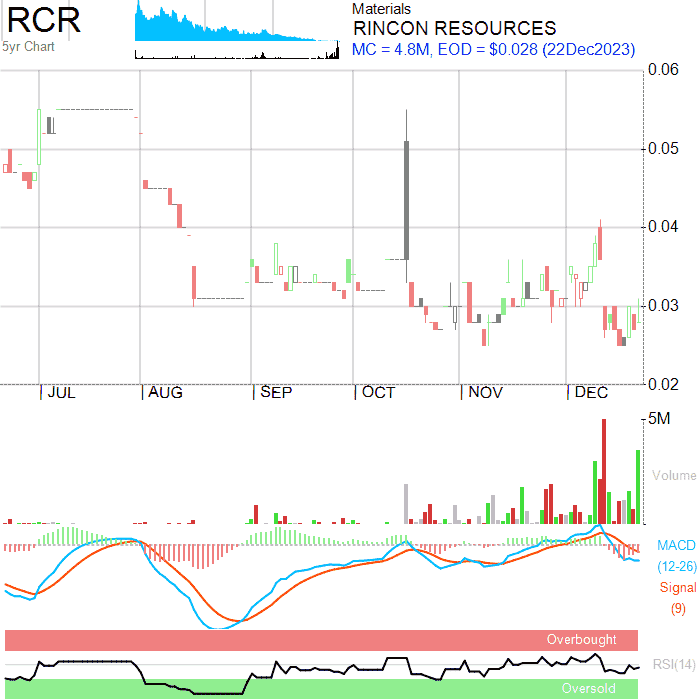 RCR
5yr Chart
Materials
RINCON RESOURCES
MC = 4.8M, EOD = $0.028 (22Dec2023)
0.06
0.05
0.04
0.03
0.02
JUL AUG SEP OCT NOV DEC
5M
Volume
MACD
(12-26)
Signal
(9)
Overbought
RSI(14)
Oversold